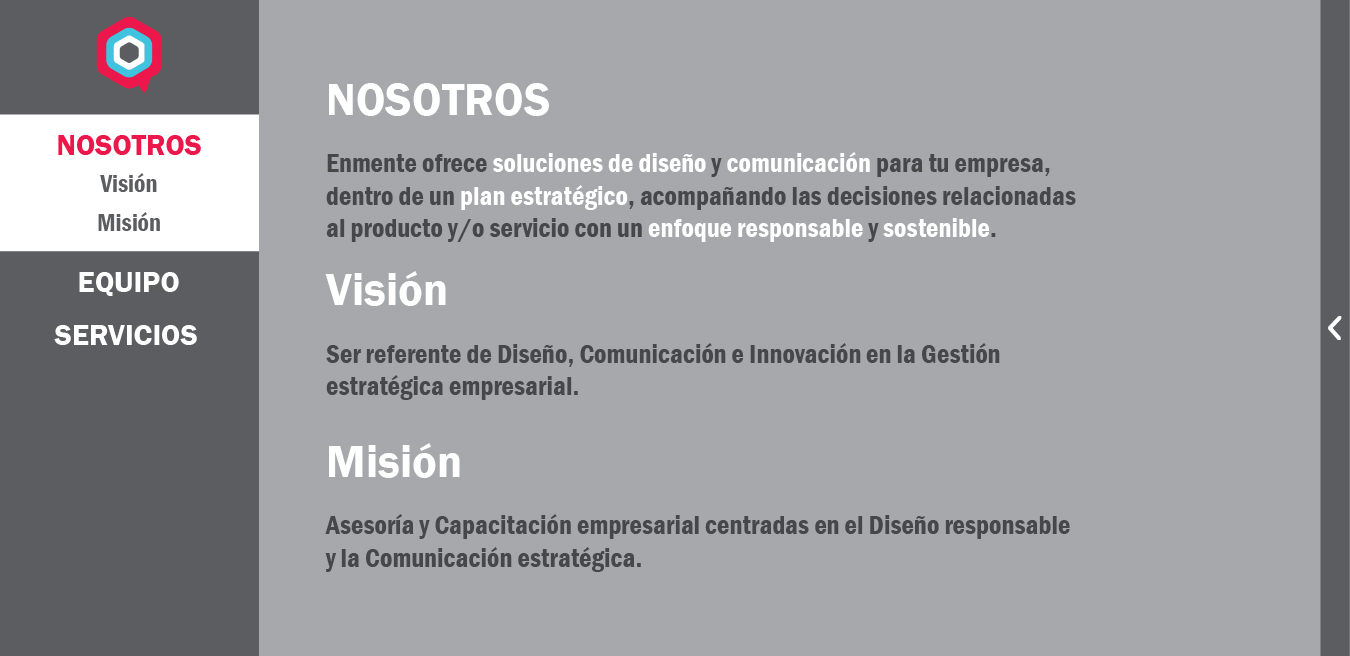 NOSOTROS
Visión
Misión
EQUIPO
SERVICIOS
NOSOTROS
Enmente ofrece soluciones de diseño y comunicación para tu empresa,
dentro de un plan estratégico, acompañando las decisiones relacionadas
al producto y/o servicio con un enfoque responsable y sostenible.
Visión
Ser referente de Diseño, Comunicación e Innovación en la Gestión
estratégica empresarial.
Misión
Asesoría y Capacitación empresarial centradas en el Diseño responsable
y la Comunicación estratégica.